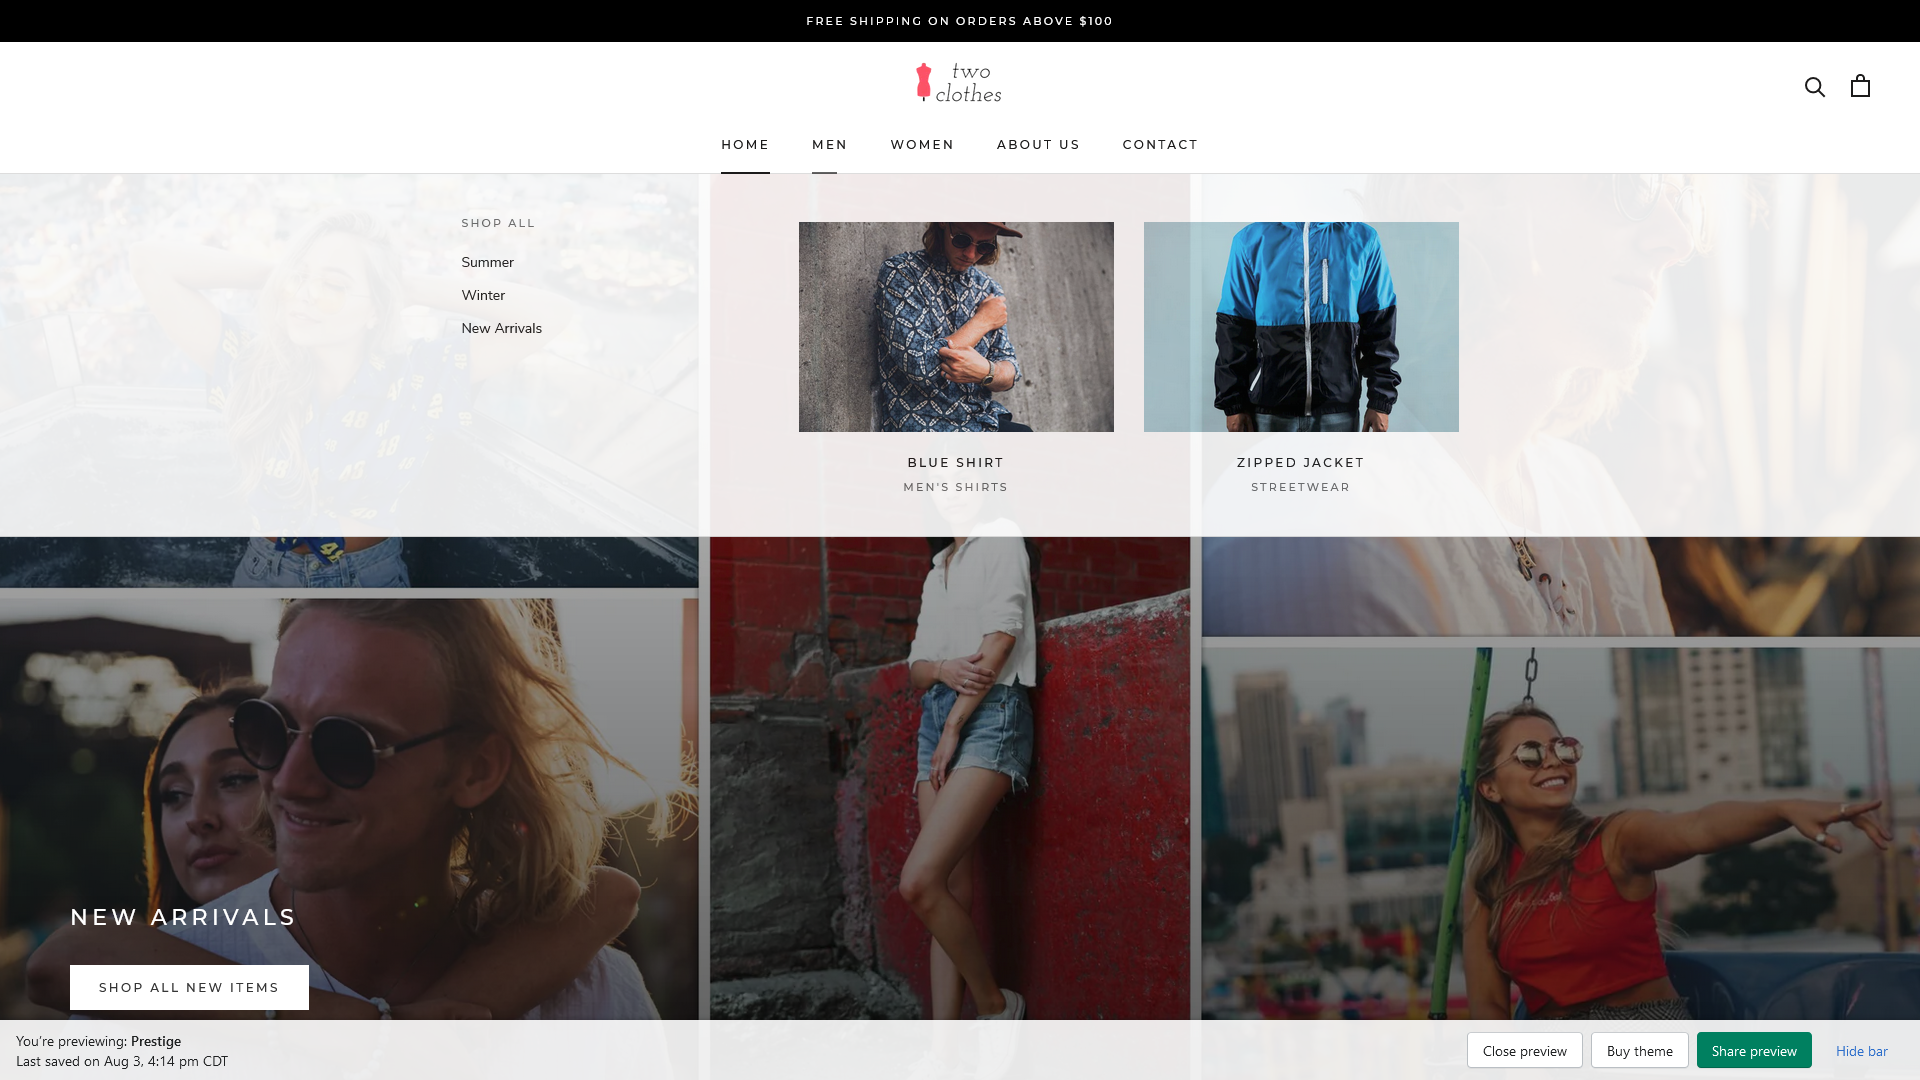 FREE SHIPPING ON ORDERS ABOVE $100
two
clothes
HOME MEN WOMEN ABOUT US CONTACT
SHOP ALL
Summer
Winter
New Arrivals
BLUE SHIRT
MEN'S SHIRTS
ZIPPED JACKET
STREETWEAR
NEW ARRIVALS
SHOP ALL NEW ITEMS
You're previewing: Prestige
Last saved on Aug 3, 4:14 pm CDT
Close preview Buy theme Share preview Hide bar